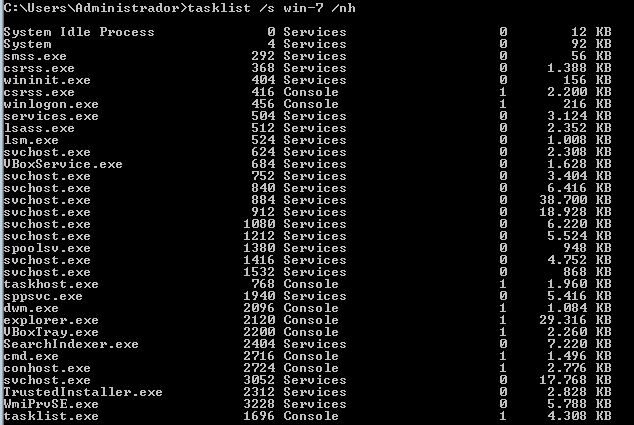 C:\Users\Administrador>tasklist /s win-7 /nh
System Idle Process 0 Services 0 12 KB
System 4 Services 0 92 KB
smss.exe 292 Services 0 56 KB
csrss.exe 368 Services 0 1.388 KB
wininit.exe 404 Services 0 156 KB
csrss.exe 416 Console 1 2.200 KB
winlogon.exe 456 Console 1 216 KB
services.exe 504 Services 0 3.124 KB
lsass.exe 512 Services 0 2.352 KB
lsm.exe 524 Services 0 1.008 KB
svchost.exe 624 Services 0 2.308 KB
VBoxService.exe 684 Services 0 1.628 KB
svchost.exe 752 Services 0 3.404 KB
svchost.exe 840 Services 0 6.416 KB
svchost.exe 884 Services 0 38.700 KB
svchost.exe 912 Services 0 18.928 KB
svchost.exe 1080 Services 0 6.220 KB
svchost.exe 1212 Services 0 5.524 KB
spoolsv.exe 1380 Services 0 948 KB
svchost.exe 1416 Services 0 4.752 KB
svchost.exe 1532 Services 0 868 KB
taskhost.exe 768 Console 1 1.960 KB
sppsvc.exe 1940 Services 0 5.416 KB
dwm.exe 2096 Console 1 1.084 KB
explorer.exe 2120 Console 1 29.316 KB
VBoxTray.exe 2200 Console 1 2.260 KB
SearchIndexer.exe 2404 Services 0 7.220 KB
cmd.exe 2716 Console 1 1.496 KB
conhost.exe 2724 Console 1 2.776 KB
svchost.exe 3052 Services 0 17.768 KB
TrustedInstaller.exe 2312 Services 0 2.828 KB
WmiPrvSE.exe 3228 Services 0 5.788 KB
tasklist.exe 1696 Console 1 4.308 KB